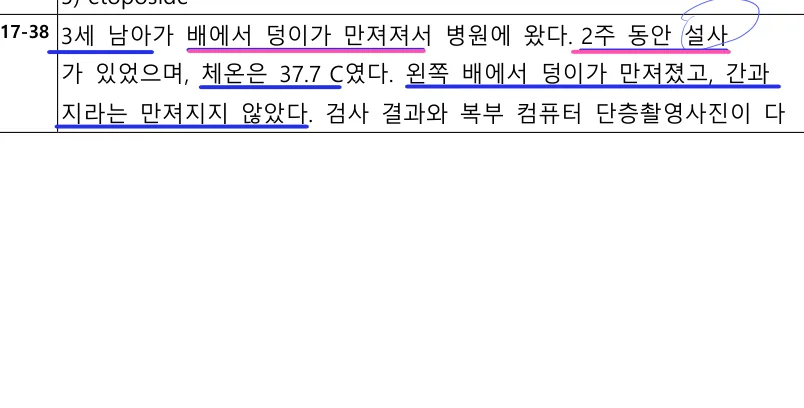 3) etoposide
17-38 3세 남아가 배에서 덩이가 만져져서 병원에 왔다. 2주 동안 설사
가 있었으며, 체온은 37.7 C였다. 왼쪽 배에서 덩이가 만져졌고, 간과
지라는 만져지지 않았다. 검사 결과와 복부 컴퓨터 단층촬영사진이 다